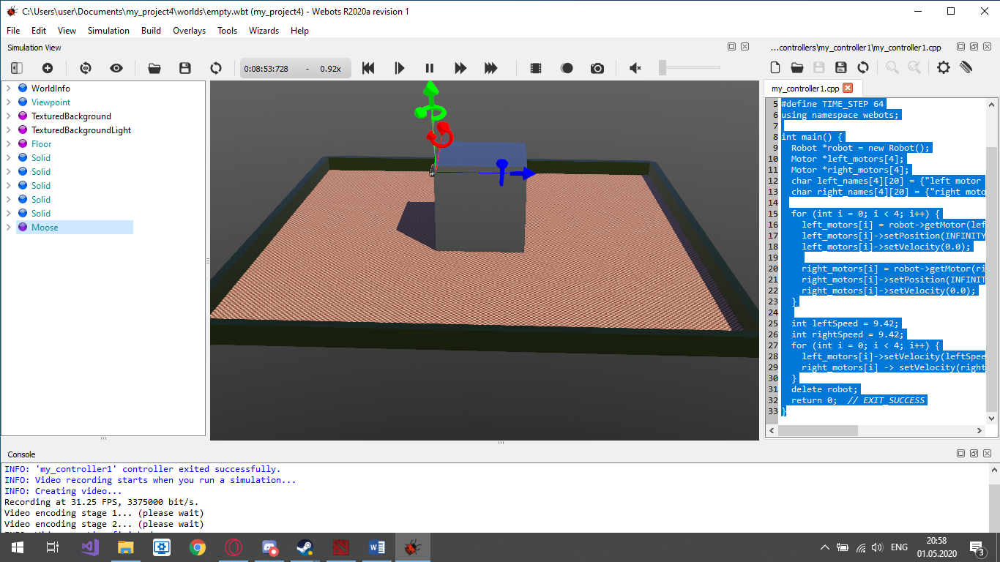 C:\Users\user\Documents\my_project4\worlds\empty.wbt (my_project4) - Webots R2020a revision 1
File Edit View Simulation Build Overlays Tools Wizards Help
Simulation View
...controllers\my_controller1\my_controller1.cpp
0:08:53:728 - 0.92x
my_controller1.cpp
WorldInfo
Viewpoint
TexturedBackground
TexturedBackgroundLight
Floor
Solid
Solid
Solid
Solid
Solid
Moose
5 #define TIME_STEP 64
6 using namespace webots;
7
8 int main() {
9 Robot *robot = new Robot();
10 Motor *left_motors[4];
11 Motor *right_motors[4];
12 char left_names[4][20] = {"left motor
13 char right_names[4][20] = {"right moto
14
15 for (int i = 0; i < 4; i++) {
16 left_motors[i] = robot->getMotor(lef
17 left_motors[i]->setPosition(INFINITY
18 left_motors[i]->setVelocity(0.0);
19
20 right_motors[i] = robot->getMotor(ri
21 right_motors[i]->setPosition(INFINIT
22 right_motors[i]->setVelocity(0.0);
23 }
24
25 int leftSpeed = 9.42;
26 int rightSpeed = 9.42;
27 for (int i = 0; i < 4; i++) {
28 left_motors[i]->setVelocity(leftSpee
29 right_motors[i] -> setVelocity(right
30 }
31 delete robot;
32 return 0; // EXIT_SUCCESS
33 }
Console
INFO: 'my_controller1' controller exited successfully.
INFO: Video recording starts when you run a simulation...
INFO: Creating video...
Recording at 31.25 FPS, 3375000 bit/s.
Video encoding stage 1... (please wait)
Video encoding stage 2... (please wait)
ENG
20:58
01.05.2020
3